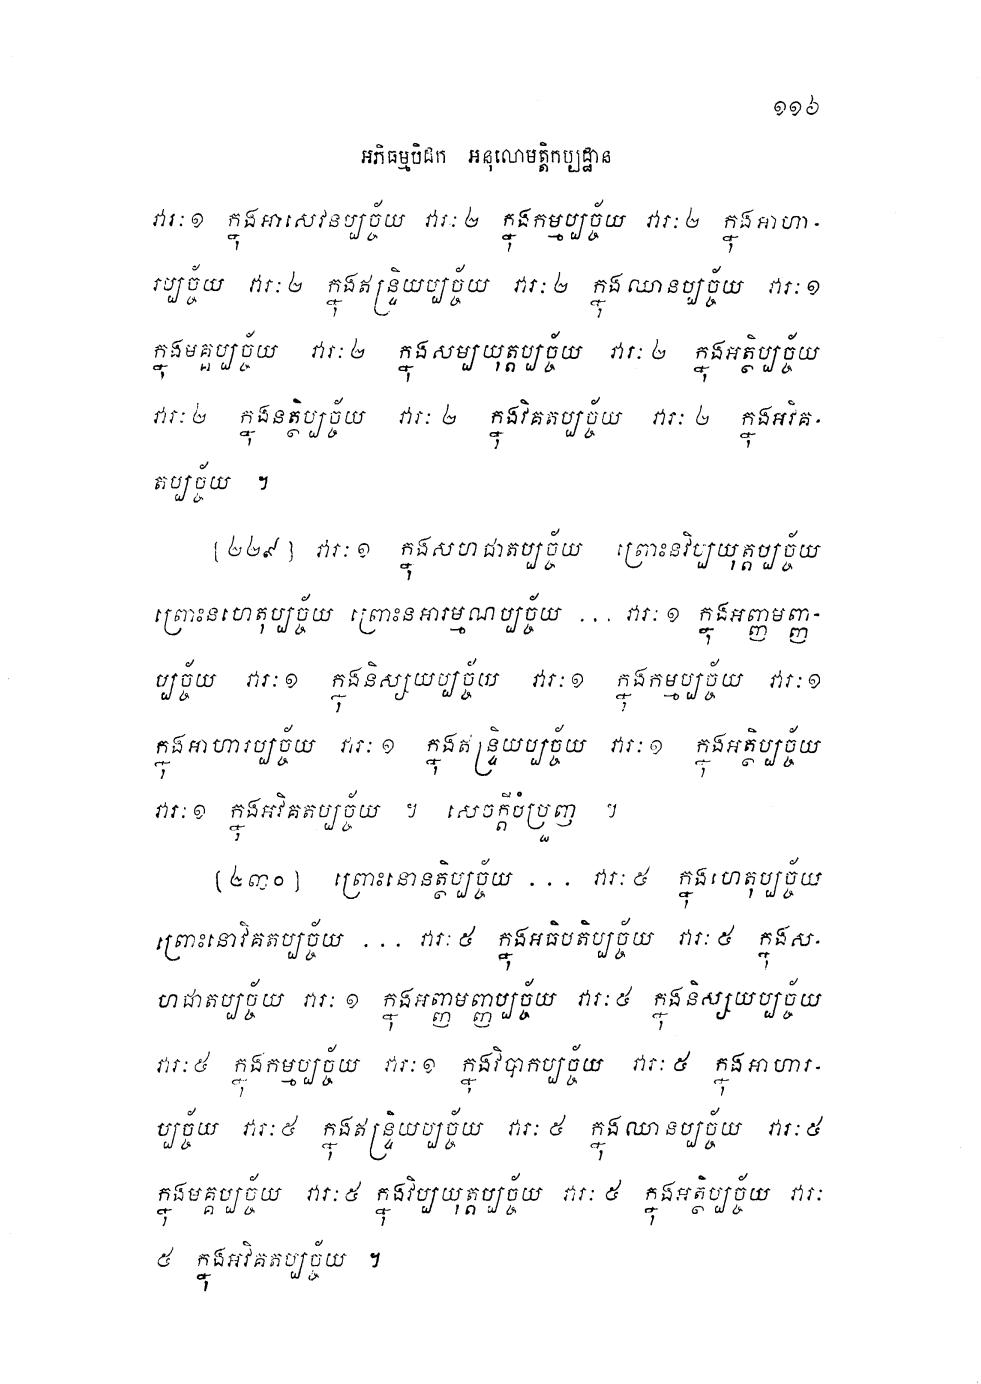 ១១៦
អភិធម្មបិដក អនុលោមត្តិកប្បដ្ឋាន
វារៈ១ ក្នុងអាសេវនប្បច្ច័យ វារៈ២ ក្នុងកម្មប្បច្ច័យ វារៈ២ ក្នុងអាហា-
រប្បច្ច័យ វារៈ២ ក្នុងឥន្ទ្រិយប្បច្ច័យ វារៈ២ ក្នុងឈានប្បច្ច័យ វារៈ១
ក្នុងមគ្គប្បច្ច័យ វារៈ២ ក្នុងសម្បយុត្តប្បច្ច័យ វារៈ២ ក្នុងអត្ថិប្បច្ច័យ
វារៈ២ ក្នុងនត្ថិប្បច្ច័យ វារៈ២ ក្នុងវិគតប្បច្ច័យ វារៈ២ ក្នុងអវិគ-
តប្បច្ច័យ ។
[២២៩] វារៈ១ ក្នុងសហជាតប្បច្ច័យ ព្រោះនវិប្បយុត្តប្បច្ច័យ
ព្រោះនហេតុប្បច្ច័យ ព្រោះនអារម្មណប្បច្ច័យ ... វារៈ១ ក្នុងអញ្ញាមញ្ញ-
ប្បច្ច័យ វារៈ១ ក្នុងនិស្សយប្បច្ច័យ វារៈ១ ក្នុងកម្មប្បច្ច័យ វារៈ១
ក្នុងអាហារប្បច្ច័យ វារៈ១ ក្នុងឥន្ទ្រិយប្បច្ច័យ វារៈ១ ក្នុងអត្ថិប្បច្ច័យ
វារៈ១ ក្នុងអវិគតប្បច្ច័យ ។ សេចក្តីបំប្រួញ ។
[២៣០] ព្រោះនោនត្ថិប្បច្ច័យ ... វារៈ៥ ក្នុងហេតុប្បច្ច័យ
ព្រោះនោវិគតប្បច្ច័យ ... វារៈ៥ ក្នុងអធិបតិប្បច្ច័យ វារៈ៥ ក្នុងស-
ហជាតប្បច្ច័យ វារៈ១ ក្នុងអញ្ញាមញ្ញប្បច្ច័យ វារៈ៥ ក្នុងនិស្សយប្បច្ច័យ
វារៈ៥ ក្នុងកម្មប្បច្ច័យ វារៈ១ ក្នុងវិបាកប្បច្ច័យ វារៈ៥ ក្នុងអាហារ-
ប្បច្ច័យ វារៈ៥ ក្នុងឥន្ទ្រិយប្បច្ច័យ វារៈ៥ ក្នុងឈានប្បច្ច័យ វារៈ៥
ក្នុងមគ្គប្បច្ច័យ វារៈ៥ ក្នុងវិប្បយុត្តប្បច្ច័យ វារៈ៥ ក្នុងអត្ថិប្បច្ច័យ វារៈ
៥ ក្នុងអវិគតប្បច្ច័យ ។